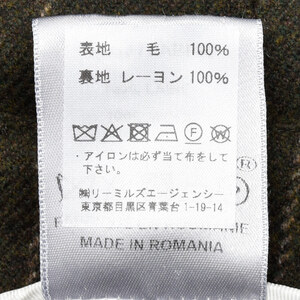 表地　毛　100%
裏地　レーヨン 100%
・アイロンは必ず当て布をして
下さい。
㈱リーミルズエージェンシー
東京都目黒区青葉台 1-19-14
MADE IN ROMANIA